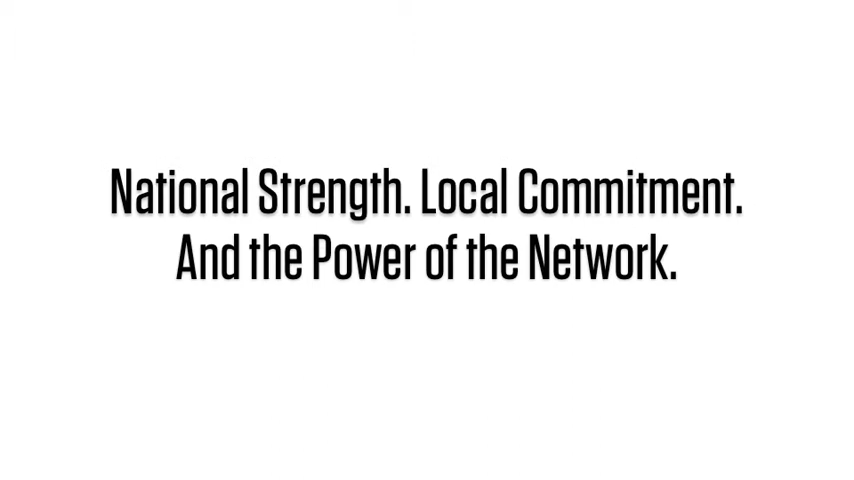 National Strength. Local Commitment.
And the Power of the Network.